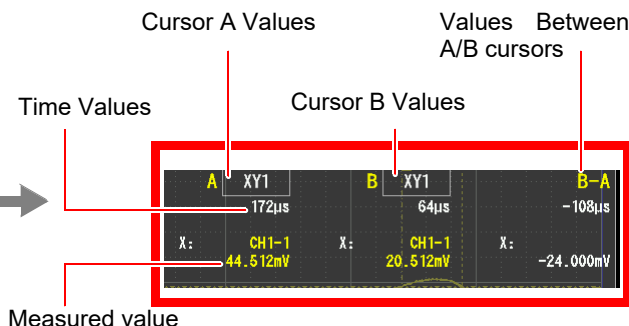 Cursor A Values
Values Between
A/B cursors
Time Values
Cursor B Values
A XY1 B XY1 B-A
172µs 64µs -108µs
X: CH1-1 X: CH1-1 X:
44.512mV 20.512mV -24.000mV
Measured value